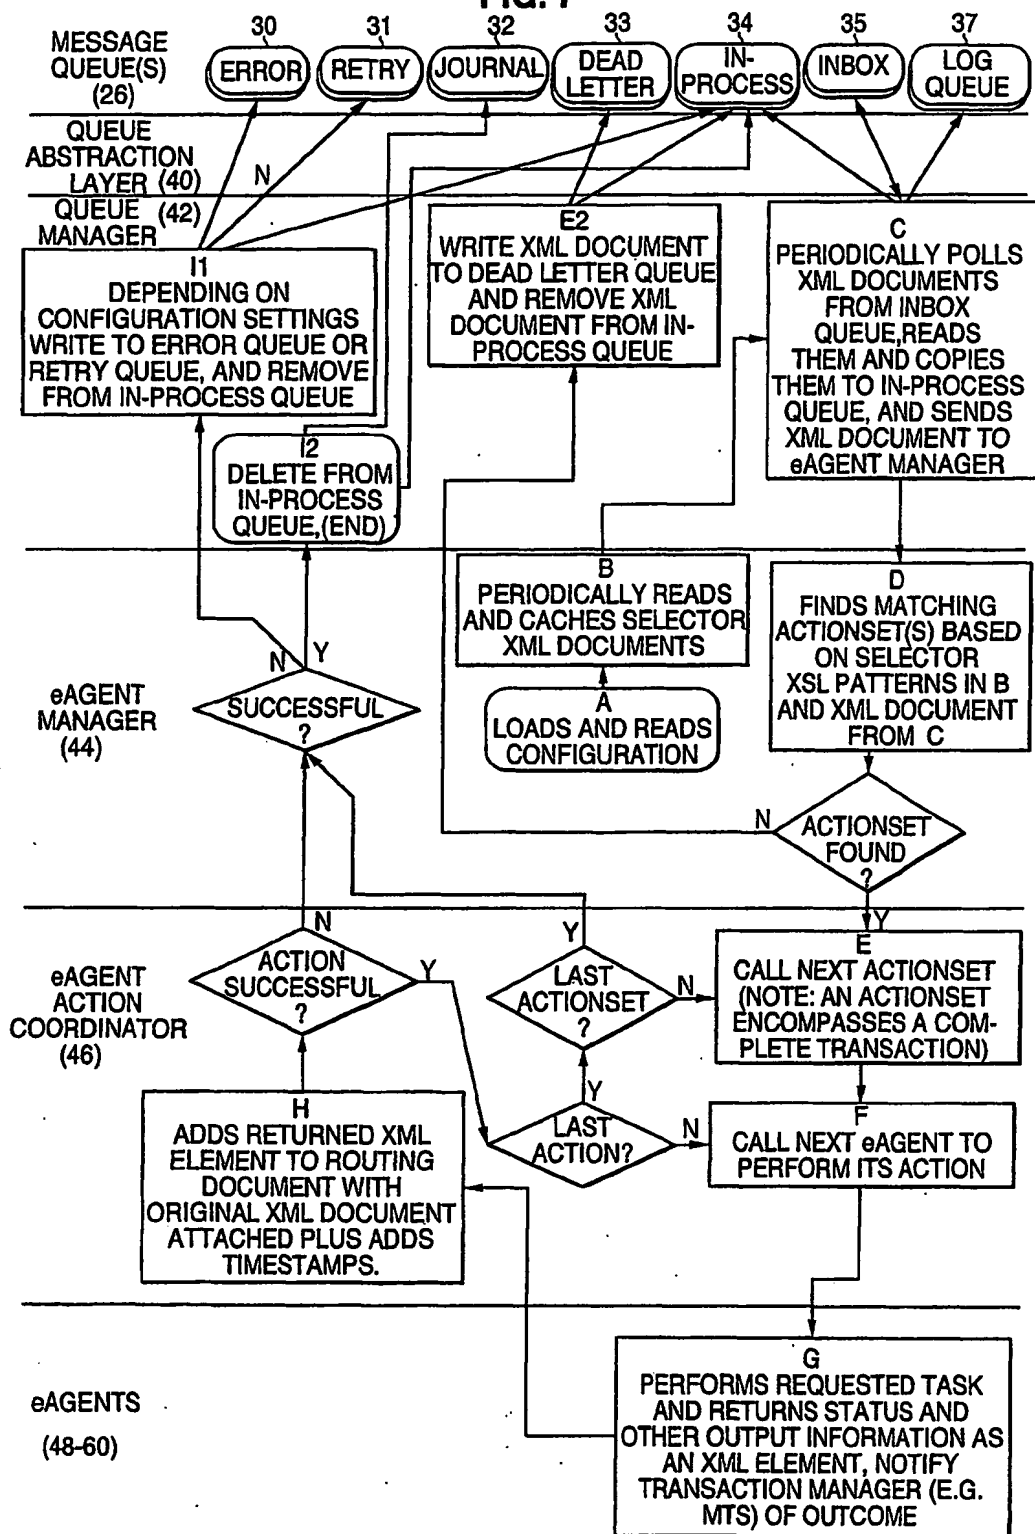 FIG. 7
30
31
32
33
34
35
37
MESSAGE
QUEUE(S)
(26)
ERROR
RETRY
JOURNAL
DEAD
LETTER
IN-
PROCESS
INBOX
LOG
QUEUE
QUEUE
ABSTRACTION
LAYER (40)
N
QUEUE (42)
MANAGER
I1
DEPENDING ON
CONFIGURATION SETTINGS
WRITE TO ERROR QUEUE OR
RETRY QUEUE, AND REMOVE
FROM IN-PROCESS QUEUE
E2
WRITE XML DOCUMENT
TO DEAD LETTER QUEUE
AND REMOVE XML
DOCUMENT FROM IN-
PROCESS QUEUE
C
PERIODICALLY POLLS
XML DOCUMENTS
FROM INBOX
QUEUE,READS
THEM AND COPIES
THEM TO IN-PROCESS
QUEUE, AND SENDS
XML DOCUMENT TO
eAGENT MANAGER
I2
DELETE FROM
IN-PROCESS
QUEUE,(END)
eAGENT
MANAGER
(44)
N
Y
SUCCESSFUL
?
B
PERIODICALLY READS
AND CACHES SELECTOR
XML DOCUMENTS
A
LOADS AND READS
CONFIGURATION
D
FINDS MATCHING
ACTIONSET(S) BASED
ON SELECTOR
XSL PATTERNS IN B
AND XML DOCUMENT
FROM C
N
ACTIONSET
FOUND
?
Y
eAGENT
ACTION
COORDINATOR
(46)
N
ACTION
SUCCESSFUL
?
Y
Y
LAST
ACTIONSET
?
N
E
CALL NEXT ACTIONSET
(NOTE: AN ACTIONSET
ENCOMPASSES A COM-
PLETE TRANSACTION)
Y
LAST
ACTION?
N
F
CALL NEXT eAGENT TO
PERFORM ITS ACTION
H
ADDS RETURNED XML
ELEMENT TO ROUTING
DOCUMENT WITH
ORIGINAL XML DOCUMENT
ATTACHED PLUS ADDS
TIMESTAMPS.
eAGENTS
(48-60)
G
PERFORMS REQUESTED TASK
AND RETURNS STATUS AND
OTHER OUTPUT INFORMATION AS
AN XML ELEMENT, NOTIFY
TRANSACTION MANAGER (E.G.
MTS) OF OUTCOME